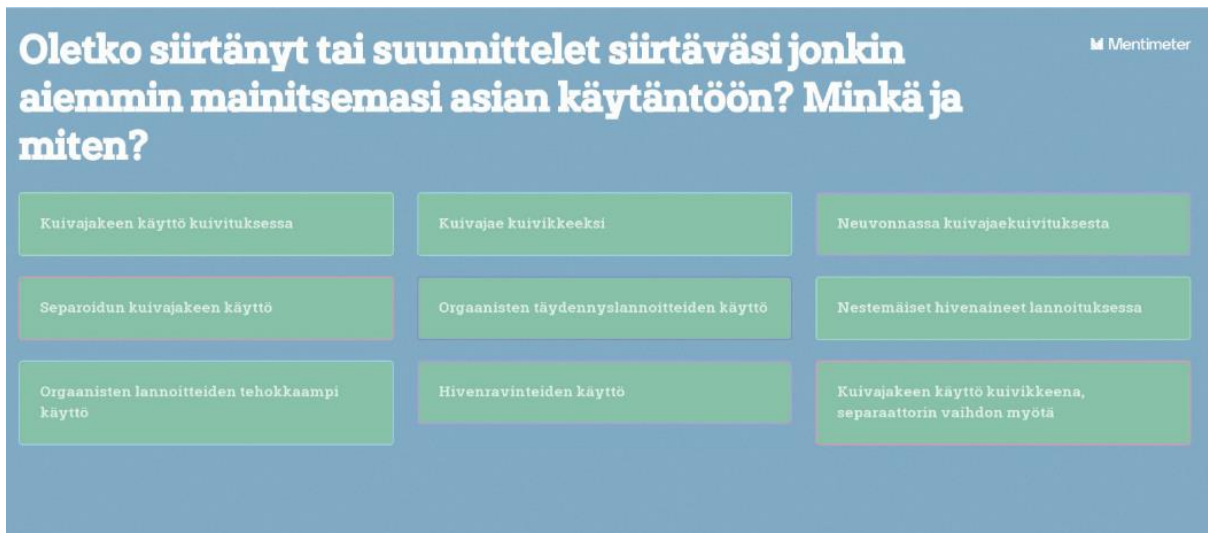 Oletko siirtänyt tai suunnittelet siirtäväsi jonkin
aiemmin mainitsemasi asian käytäntöön? Minkä ja
miten?
Mentimeter
Kuivajakeen käyttö kuivituksessa
Kuivajae kuivikkeeksi
Neuvonnassa kuivajaekuivituksesta
Separoidun kuivajakeen käyttö
Orgaanisten täydennyslannoitteiden käyttö
Nestemäiset hivenaineet lannoituksessa
Orgaanisten lannoitteiden tehokkaampi
käyttö
Hivenravinteiden käyttö
Kuivajakeen käyttö kuivikkeena,
separaattorin vaihdon myötä